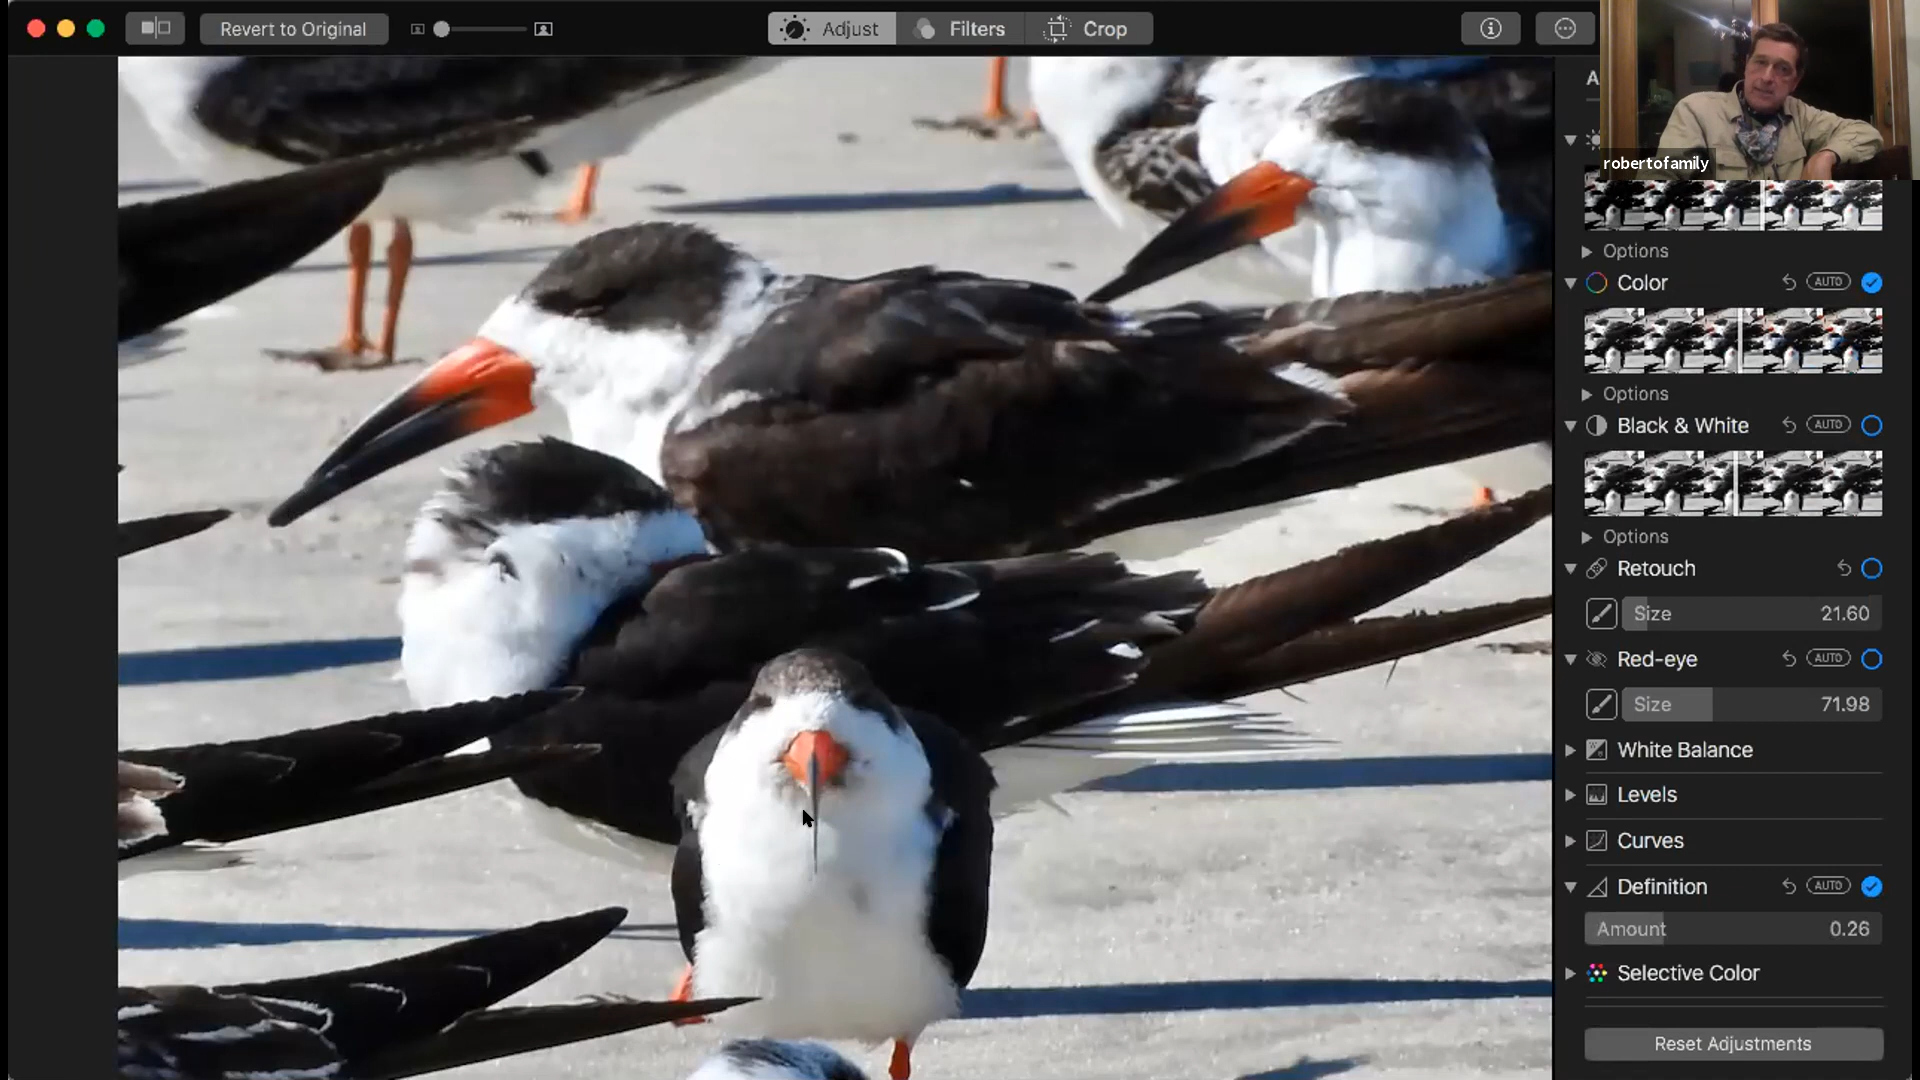 Revert to Original
Adjust
Filters
Crop
A
robertofamily
Options
Color
AUTO
Options
Black & White
AUTO
Options
Retouch
Size 21.60
Red-eye
AUTO
Size 71.98
White Balance
Levels
Curves
Definition
AUTO
Amount 0.26
Selective Color
Reset Adjustments